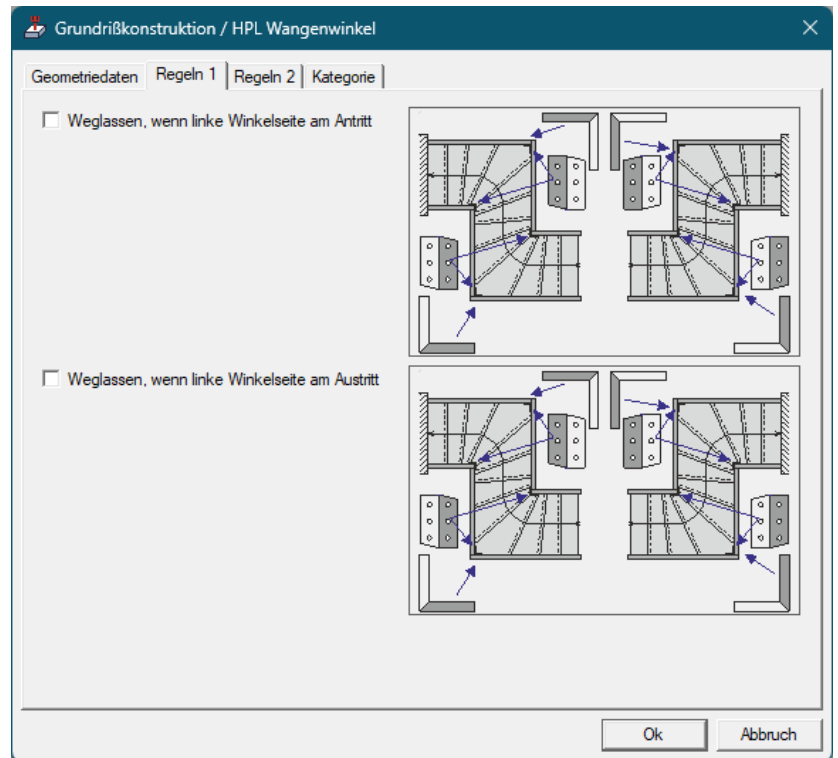 Grundrißkonstruktion / HPL Wangenwinkel
Geometriedaten Regeln 1 Regeln 2 Kategorie
Weglassen, wenn linke Winkelseite am Antritt
Weglassen, wenn linke Winkelseite am Austritt
Ok Abbruch